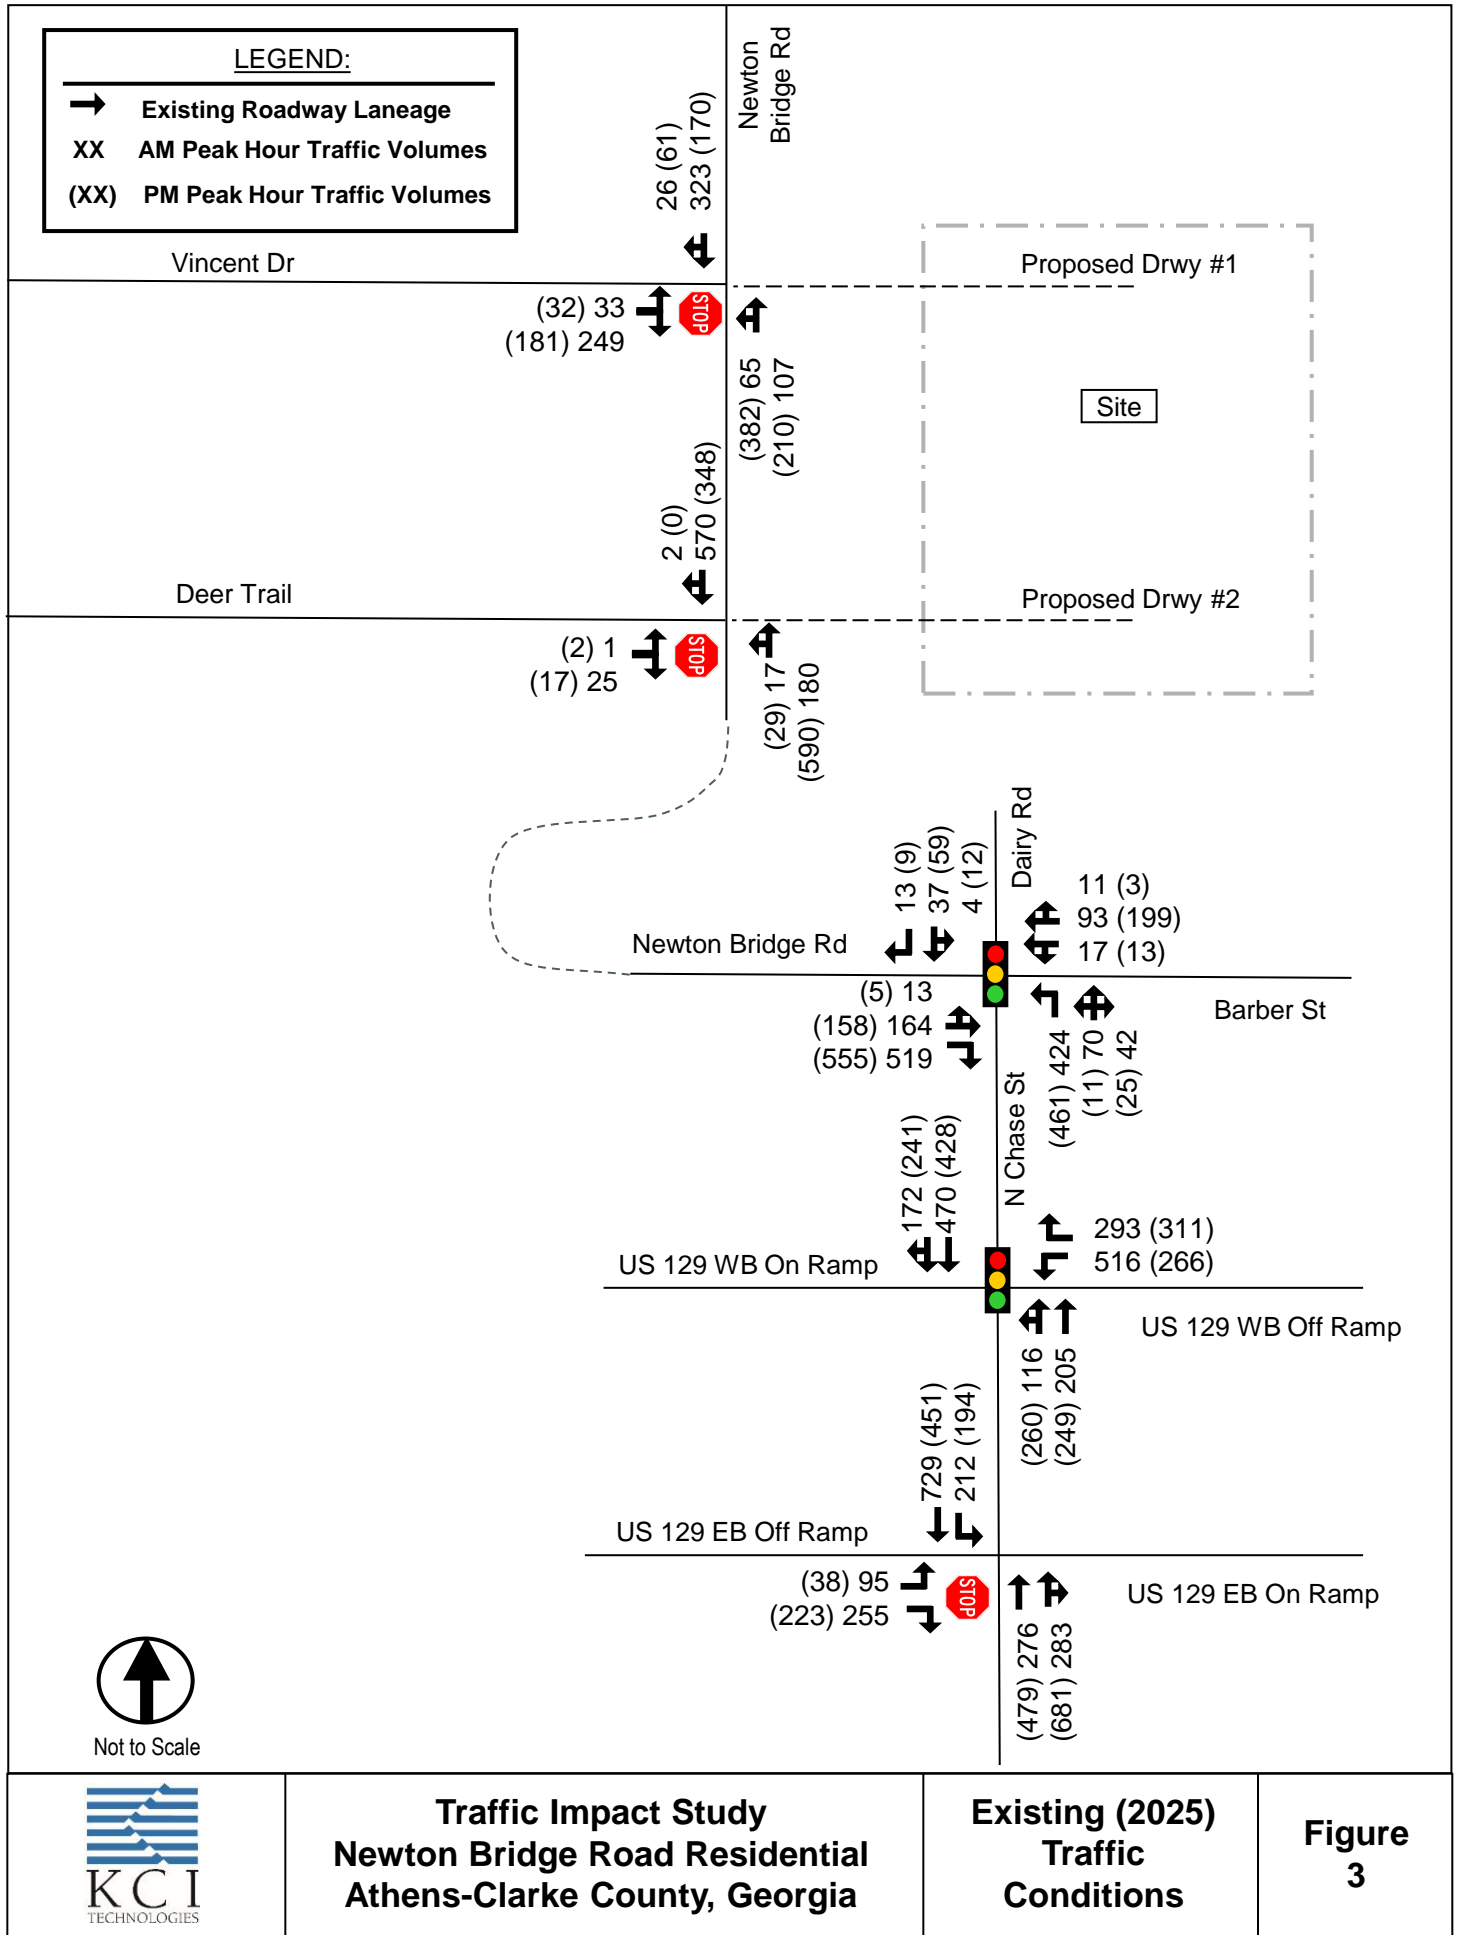 LEGEND:
Existing Roadway Laneage
XX AM Peak Hour Traffic Volumes
(XX) PM Peak Hour Traffic Volumes
Newton
Bridge Rd
26 (61)
323 (170)
Vincent Dr
Proposed Drwy #1
(32) 33
(181) 249
STOP
(382) 65
(210) 107
Site
2 (0)
570 (348)
Deer Trail
Proposed Drwy #2
(2) 1
(17) 25
STOP
(29) 17
(590) 180
Dairy Rd
13 (9)
37 (59)
4 (12)
11 (3)
93 (199)
17 (13)
Newton Bridge Rd
Barber St
(5) 13
(158) 164
(555) 519
(461) 424
(11) 70
(25) 42
N Chase St
172 (241)
470 (428)
293 (311)
516 (266)
US 129 WB On Ramp
US 129 WB Off Ramp
(260) 116
(249) 205
729 (451)
212 (194)
US 129 EB Off Ramp
US 129 EB On Ramp
(38) 95
(223) 255
STOP
(479) 276
(681) 283
Not to Scale
KCI
TECHNOLOGIES
Traffic Impact Study
Newton Bridge Road Residential
Athens-Clarke County, Georgia
Existing (2025)
Traffic
Conditions
Figure
3